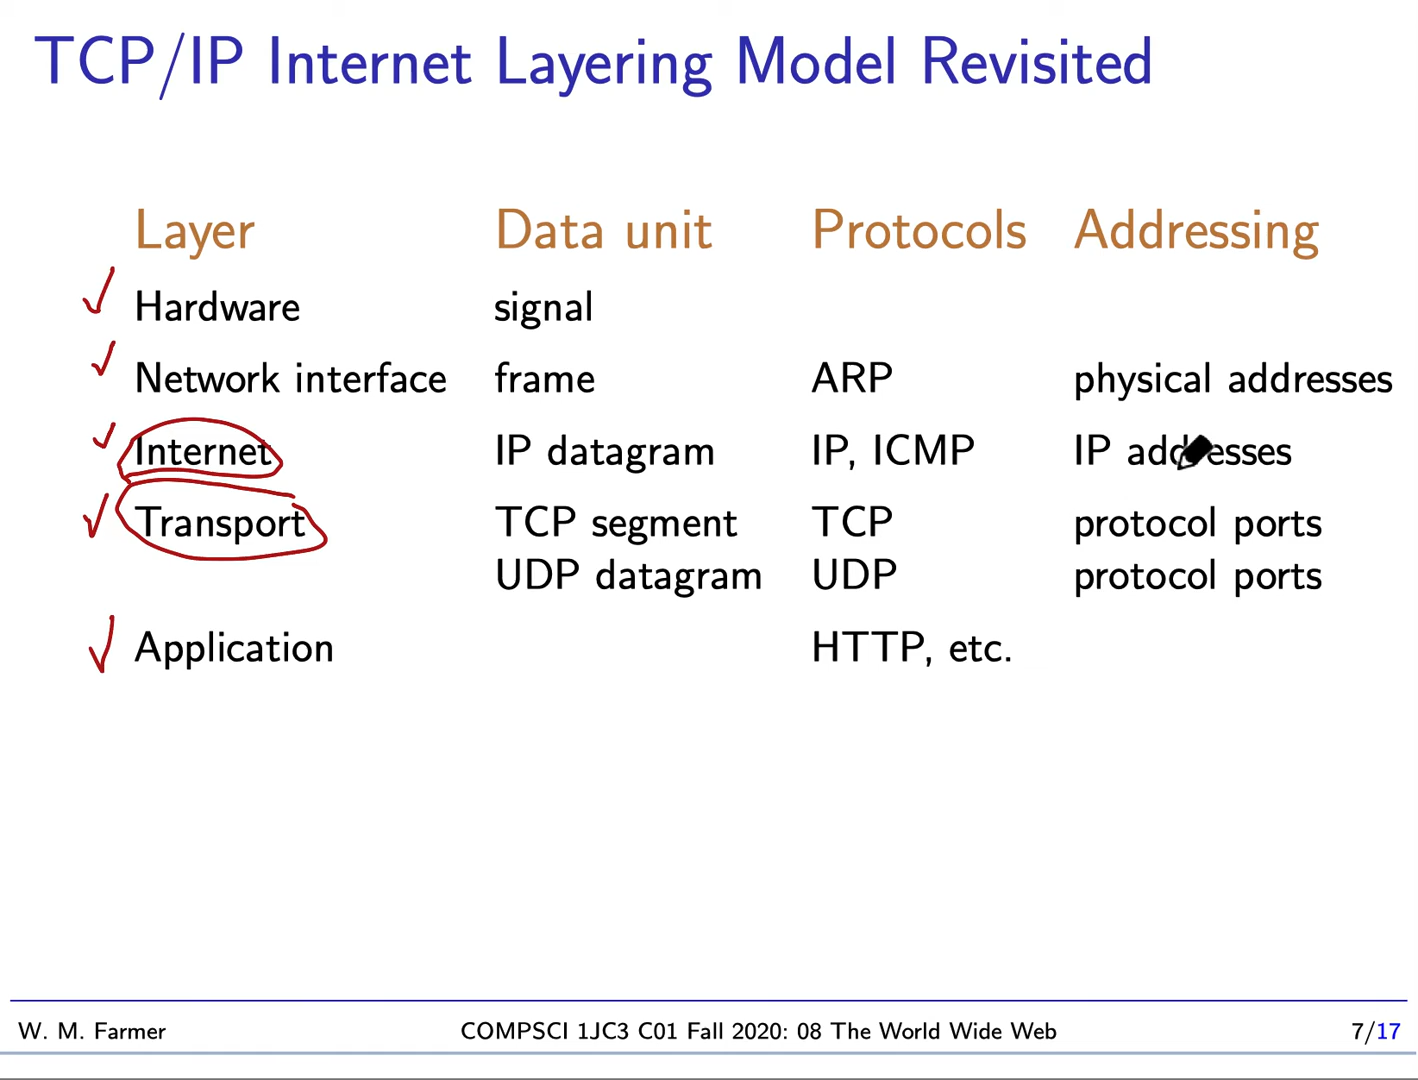 TCP/IP Internet Layering Model Revisited
Layer Data unit Protocols Addressing
Hardware signal
Network interface frame ARP physical addresses
Internet IP datagram IP, ICMP IP addresses
Transport TCP segment TCP protocol ports
UDP datagram UDP protocol ports
Application HTTP, etc.
W. M. Farmer COMPSCI 1JC3 C01 Fall 2020: 08 The World Wide Web 7/17